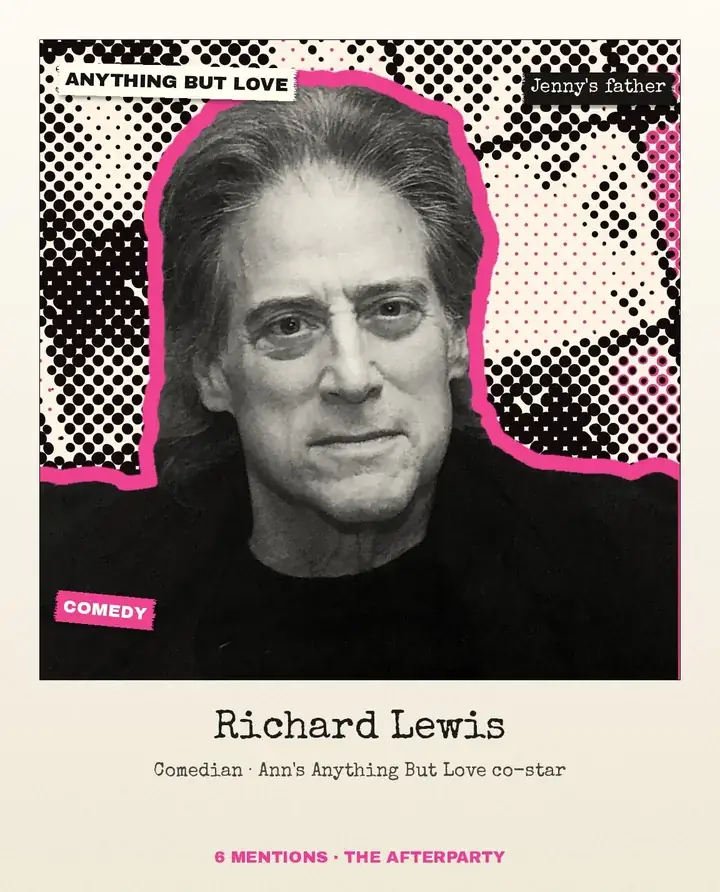 ANYTHING BUT LOVE
Jenny's father
COMEDY
Richard Lewis
Comedian · Ann's Anything But Love co-star
6 MENTIONS · THE AFTERPARTY